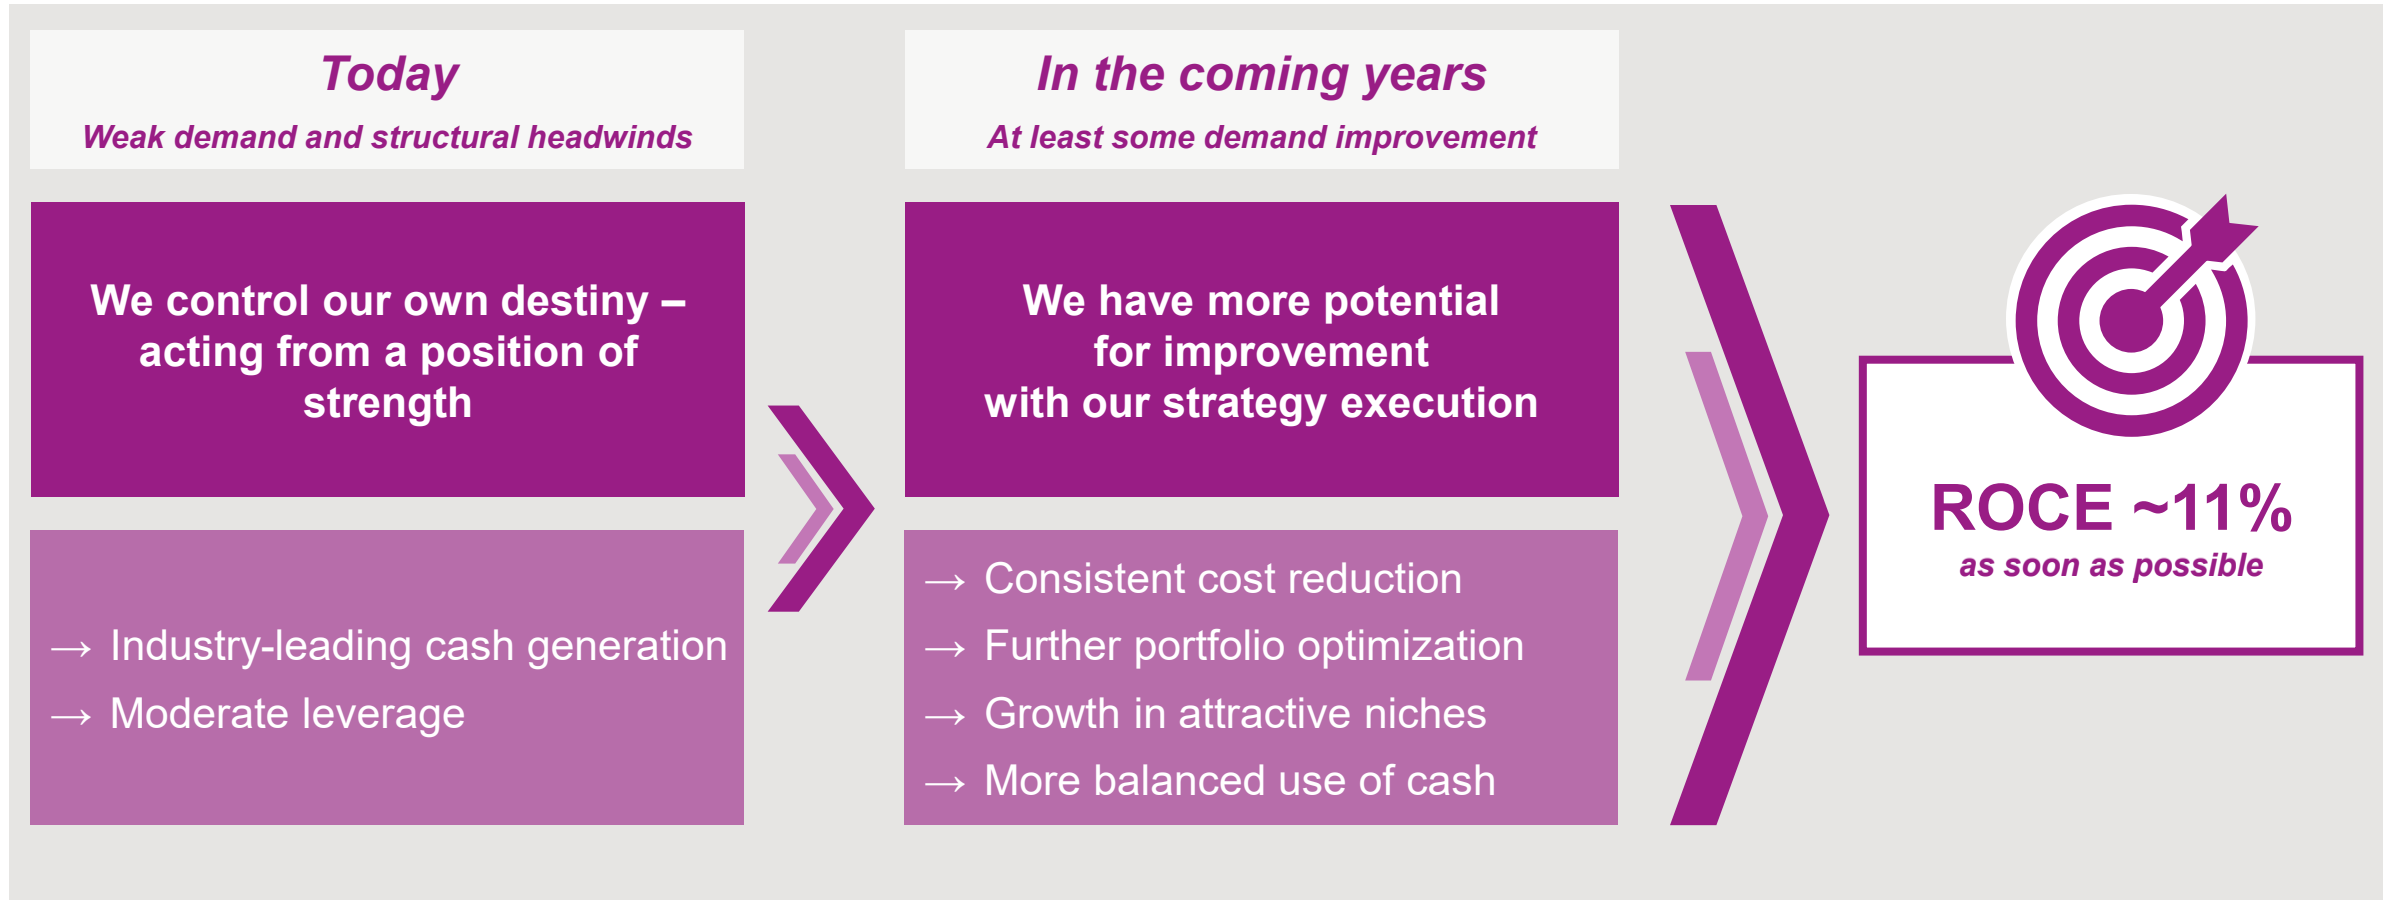 Today
Weak demand and structural headwinds
We control our own destiny –
acting from a position of
strength
→ Industry-leading cash generation
→ Moderate leverage
In the coming years
At least some demand improvement
We have more potential
for improvement
with our strategy execution
→ Consistent cost reduction
→ Further portfolio optimization
→ Growth in attractive niches
→ More balanced use of cash
ROCE ~11%
as soon as possible